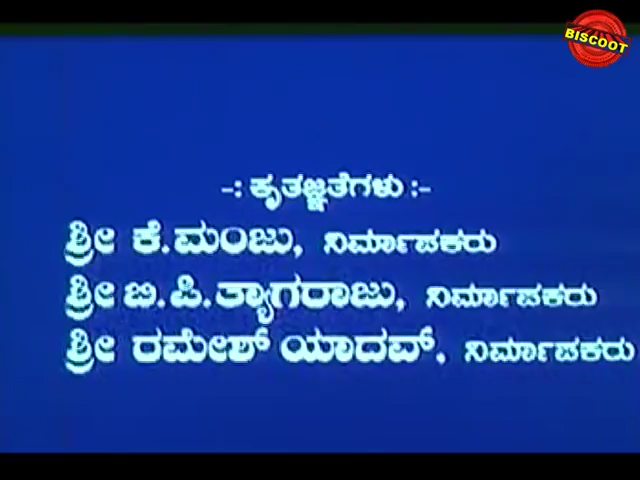 BISCOOT
-: ಕೃತಜ್ಞತೆಗಳು :-
ಶ್ರೀ ಕೆ.ಮಂಜು, ನಿರ್ಮಾಪಕರು
ಶ್ರೀ ಬಿ.ಪಿ.ತ್ಯಾಗರಾಜು, ನಿರ್ಮಾಪಕರು
ಶ್ರೀ ರಮೇಶ್ ಯಾದವ್, ನಿರ್ಮಾಪಕರು